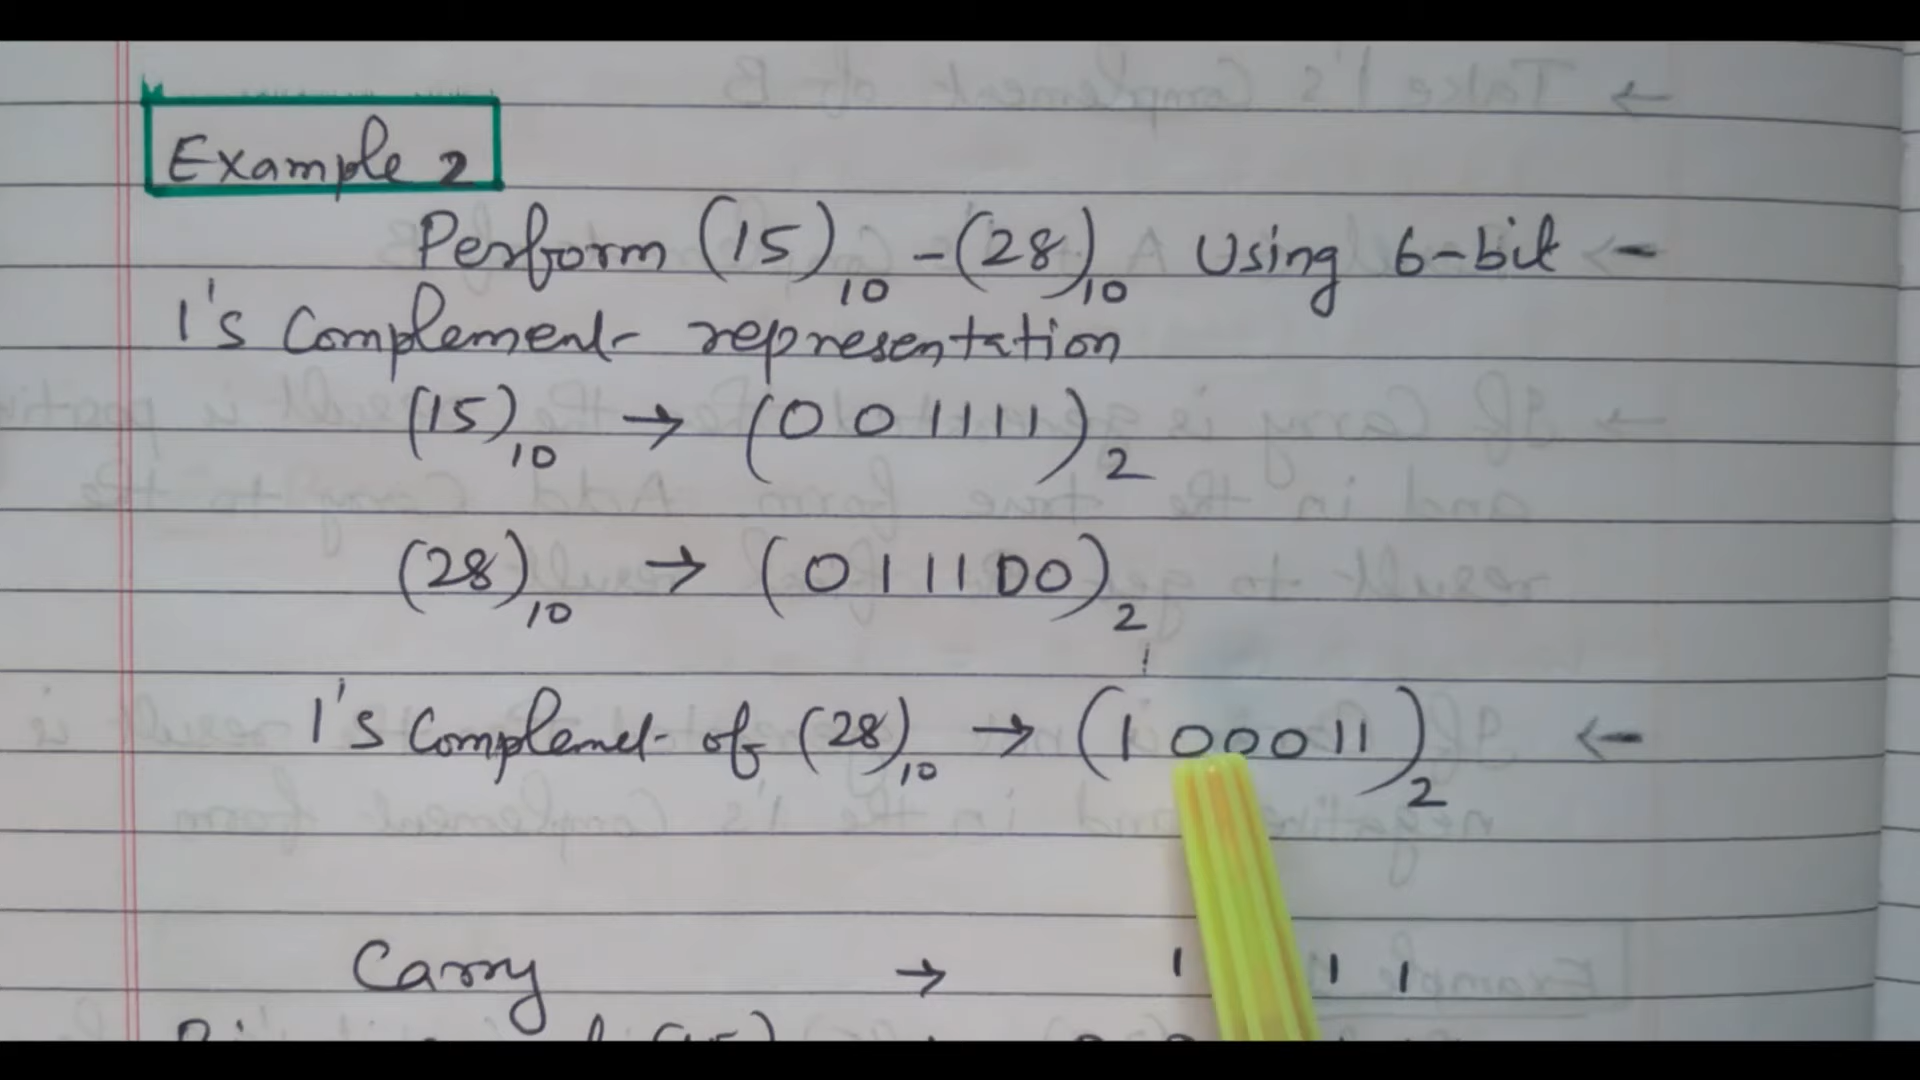 Example 2
Perform (15)₁₀ - (28)₁₀ Using 6-bit -
1's Complement representation
(15)₁₀ → (001111)₂
(28)₁₀ → (011100)₂
1's Complemet of (28)₁₀ → (100011)₂ ←
Carry → 1 1 1